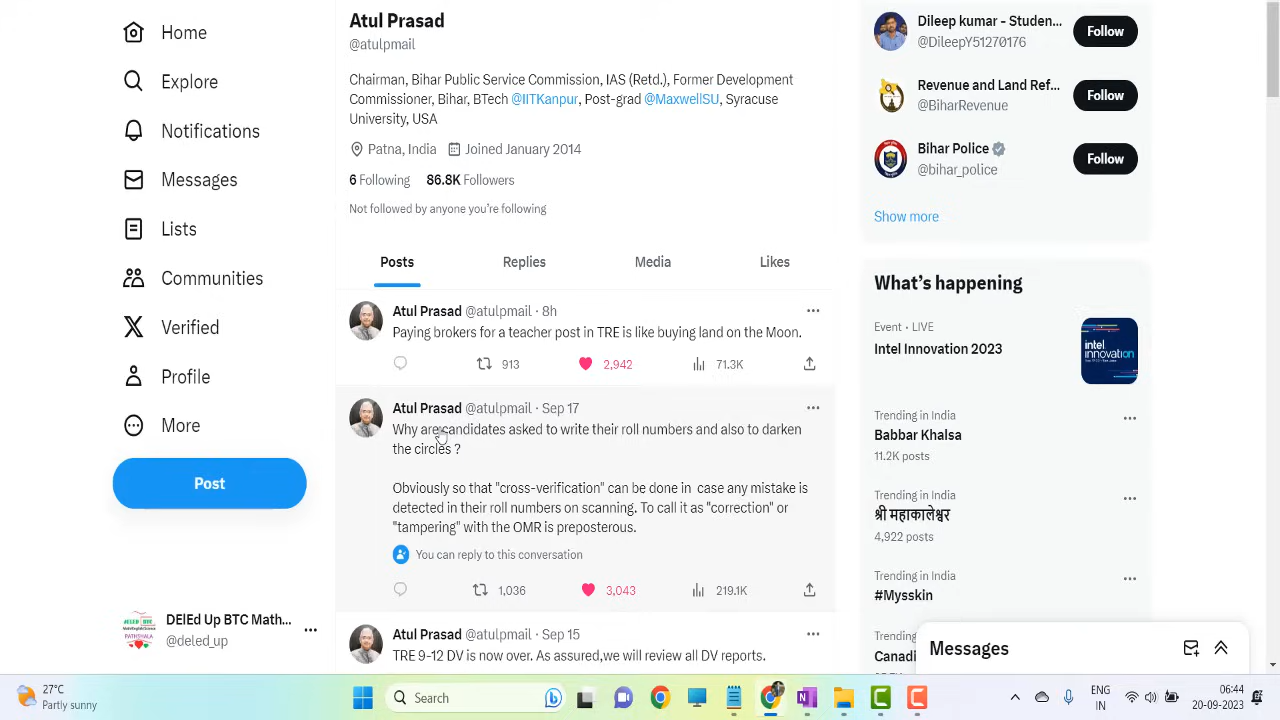 Home
Explore
Notifications
Messages
Lists
Communities
Verified
Profile
More
Post
DElEd Up BTC Math...
@deled_up
Atul Prasad
@atulpmail
Chairman, Bihar Public Service Commission, IAS (Retd.), Former Development
Commissioner, Bihar, BTech @IITKanpur, Post-grad @MaxwellSU, Syracuse
University, USA
Patna, India Joined January 2014
6 Following 86.8K Followers
Not followed by anyone you're following
Posts Replies Media Likes
Atul Prasad @atulpmail · 8h
Paying brokers for a teacher post in TRE is like buying land on the Moon.
913 2,942 71.3K
Atul Prasad @atulpmail · Sep 17
Why are candidates asked to write their roll numbers and also to darken
the circles ?
Obviously so that "cross-verification" can be done in case any mistake is
detected in their roll numbers on scanning. To call it as "correction" or
"tampering" with the OMR is preposterous.
You can reply to this conversation
1,036 3,043 219.1K
Atul Prasad @atulpmail · Sep 15
TRE 9-12 DV is now over. As assured,we will review all DV reports.
Dileep kumar - Studen...
@DileepY51270176
Follow
Revenue and Land Ref...
@BiharRevenue
Follow
Bihar Police
@bihar_police
Follow
Show more
What's happening
Event · LIVE
Intel Innovation 2023
intel
innovation
Trending in India
Babbar Khalsa
11.2K posts
Trending in India
श्री महाकालेश्वर
4,922 posts
Trending in India
#Mysskin
Trending in India
Canadi
Messages
27°C
Partly sunny
Search
ENG
IN
06:44
20-09-2023